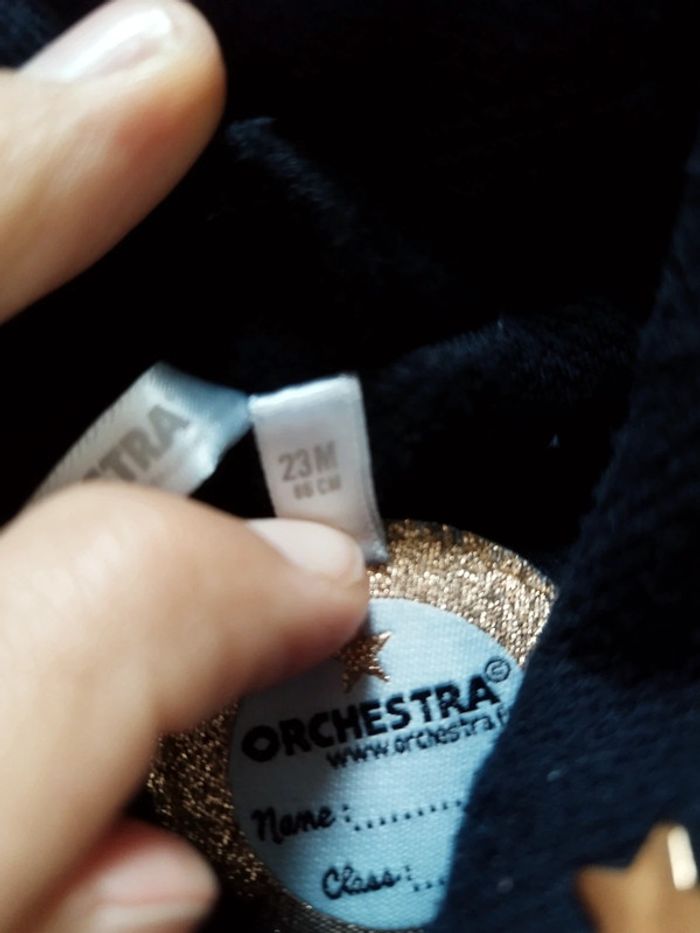 STRA
23M
86 CM
ORCHESTRA©
www.orchestra.f
Name :.........
Class :...